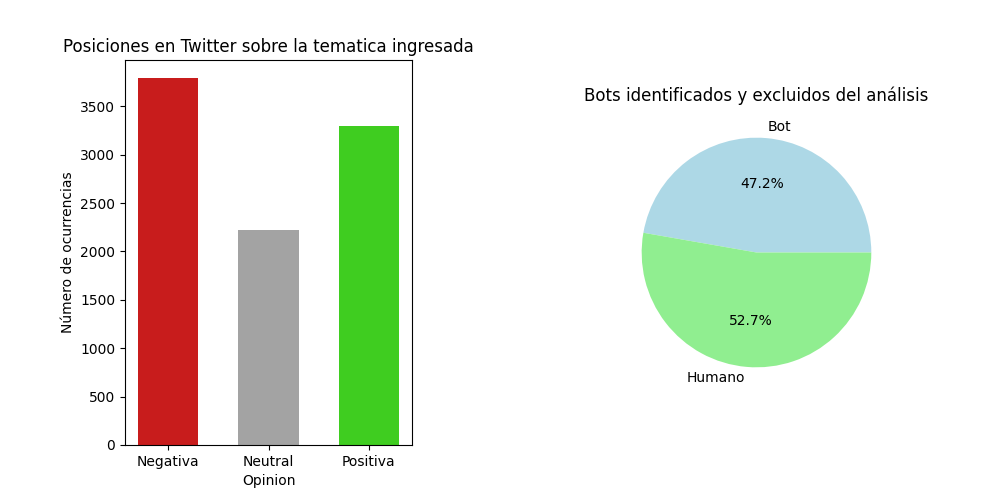 Posiciones en Twitter sobre la tematica ingresada
Número de ocurrencias
3500
3000
2500
2000
1500
1000
500
0
Negativa
Neutral
Positiva
Opinion
Bots identificados y excluidos del análisis
Bot
47.2%
52.7%
Humano